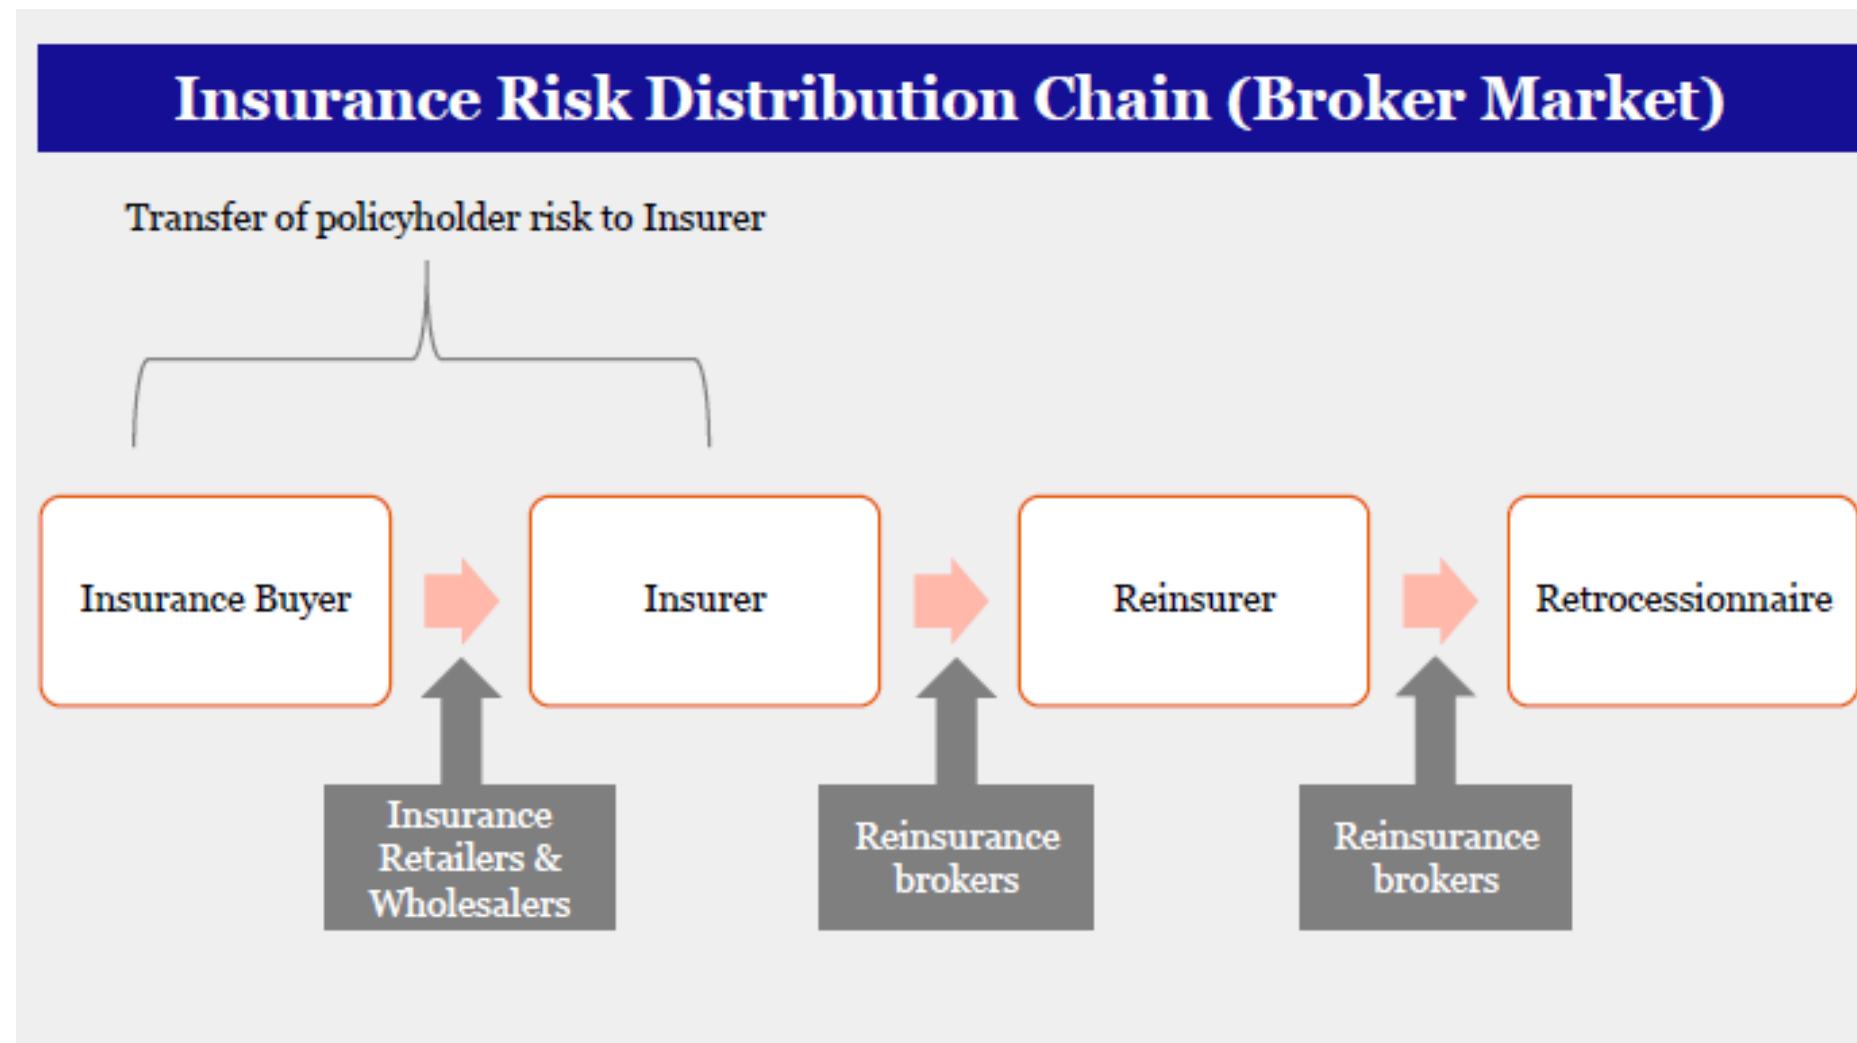 Insurance Risk Distribution Chain (Broker Market)
Transfer of policyholder risk to Insurer
Insurance Buyer
Insurer
Reinsurer
Retrocessionnaire
Insurance
Retailers &
Wholesalers
Reinsurance
brokers
Reinsurance
brokers